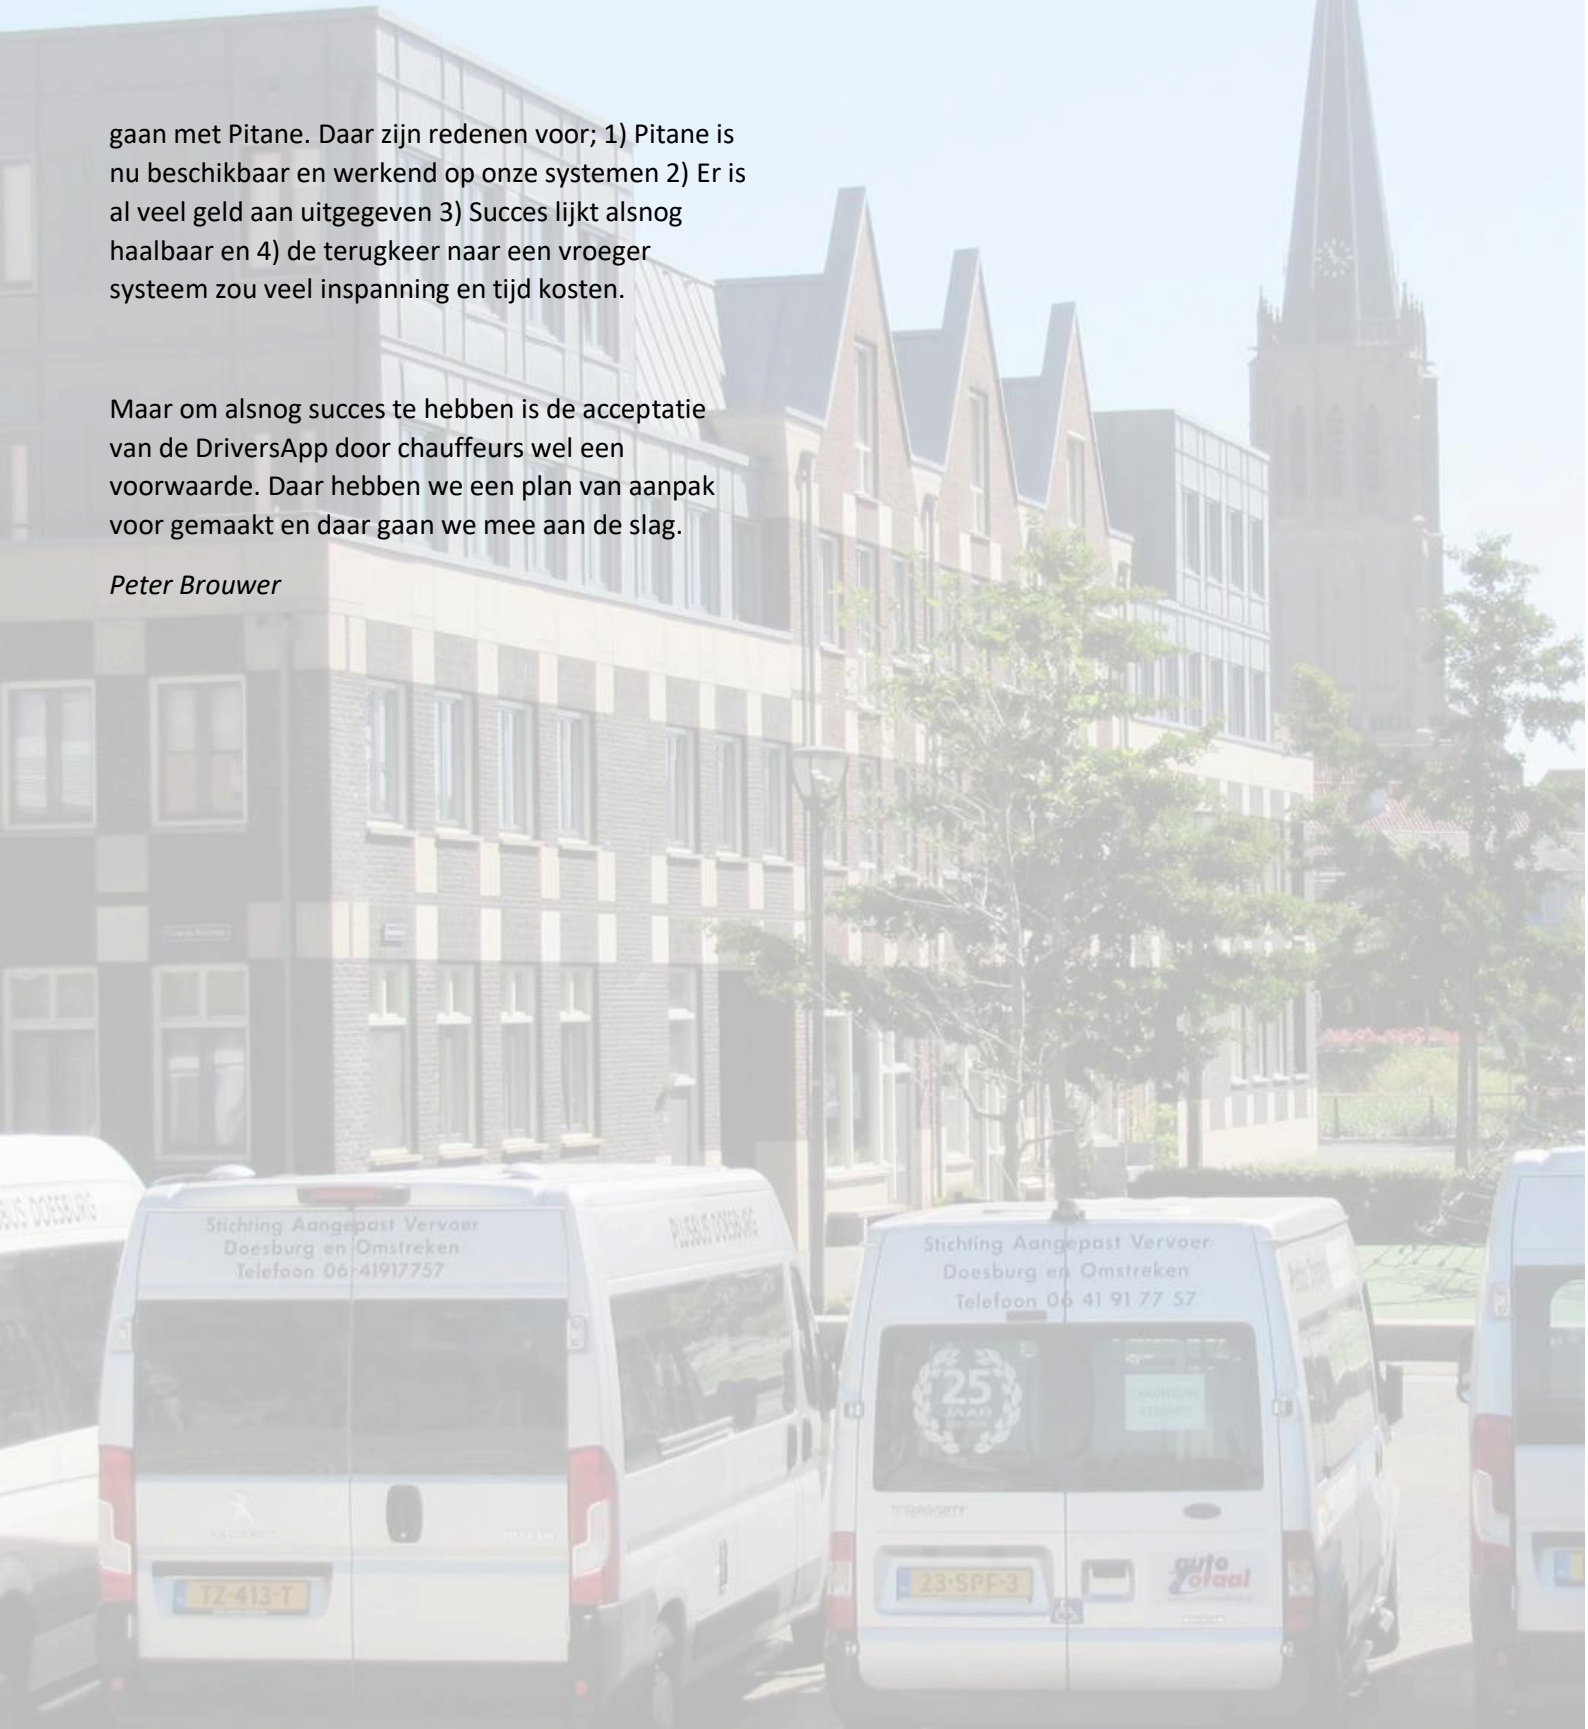 gaan met Pitane. Daar zijn redenen voor; 1) Pitane is
nu beschikbaar en werkend op onze systemen 2) Er is
al veel geld aan uitgegeven 3) Succes lijkt alsnog
haalbaar en 4) de terugkeer naar een vroeger
systeem zou veel inspanning en tijd kosten.
Maar om alsnog succes te hebben is de acceptatie
van de DriversApp door chauffeurs wel een
voorwaarde. Daar hebben we een plan van aanpak
voor gemaakt en daar gaan we mee aan de slag.
Peter Brouwer
DOESBURG
Stichting Aangepast Vervoer
Doesburg en Omstreken
Telefoon 06-41917757
PLUSBUS DOESBURG
Stichting Aangepast Vervoer
Doesburg en Omstreken
Telefoon 06 41 91 77 57
25
JAAR
TZ-413-T
23-SPF-3
auto
totaal